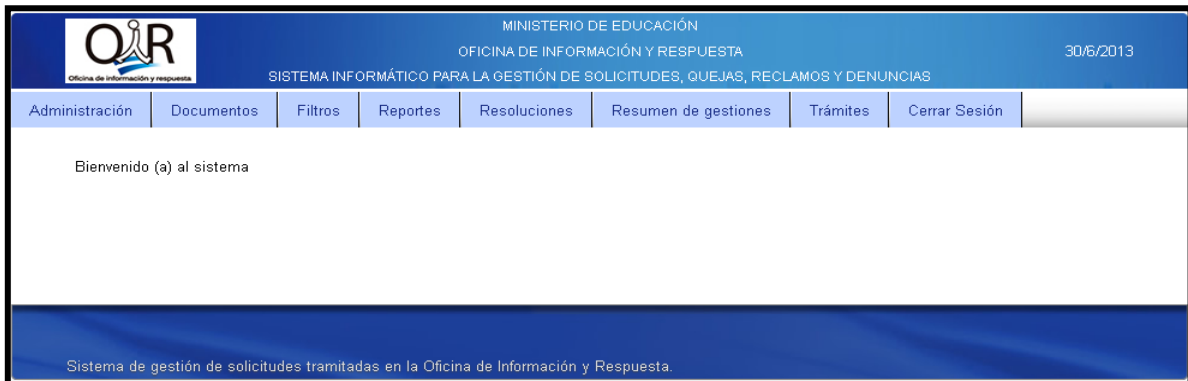 OiR
Oficina de información y respuesta
MINISTERIO DE EDUCACIÓN
OFICINA DE INFORMACIÓN Y RESPUESTA
SISTEMA INFORMÁTICO PARA LA GESTIÓN DE SOLICITUDES, QUEJAS, RECLAMOS Y DENUNCIAS
30/6/2013
Administración Documentos Filtros Reportes Resoluciones Resumen de gestiones Trámites Cerrar Sesión
Bienvenido (a) al sistema
Sistema de gestión de solicitudes tramitadas en la Oficina de Información y Respuesta.